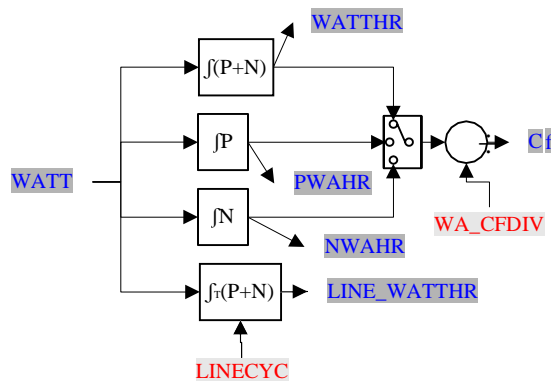 WATTHR
∫(P+N)
∫P
Cf
WATT
PWAHR
∫N
WA_CFDIV
NWAHR
∫T(P+N)
LINE_WATTHR
LINECYC